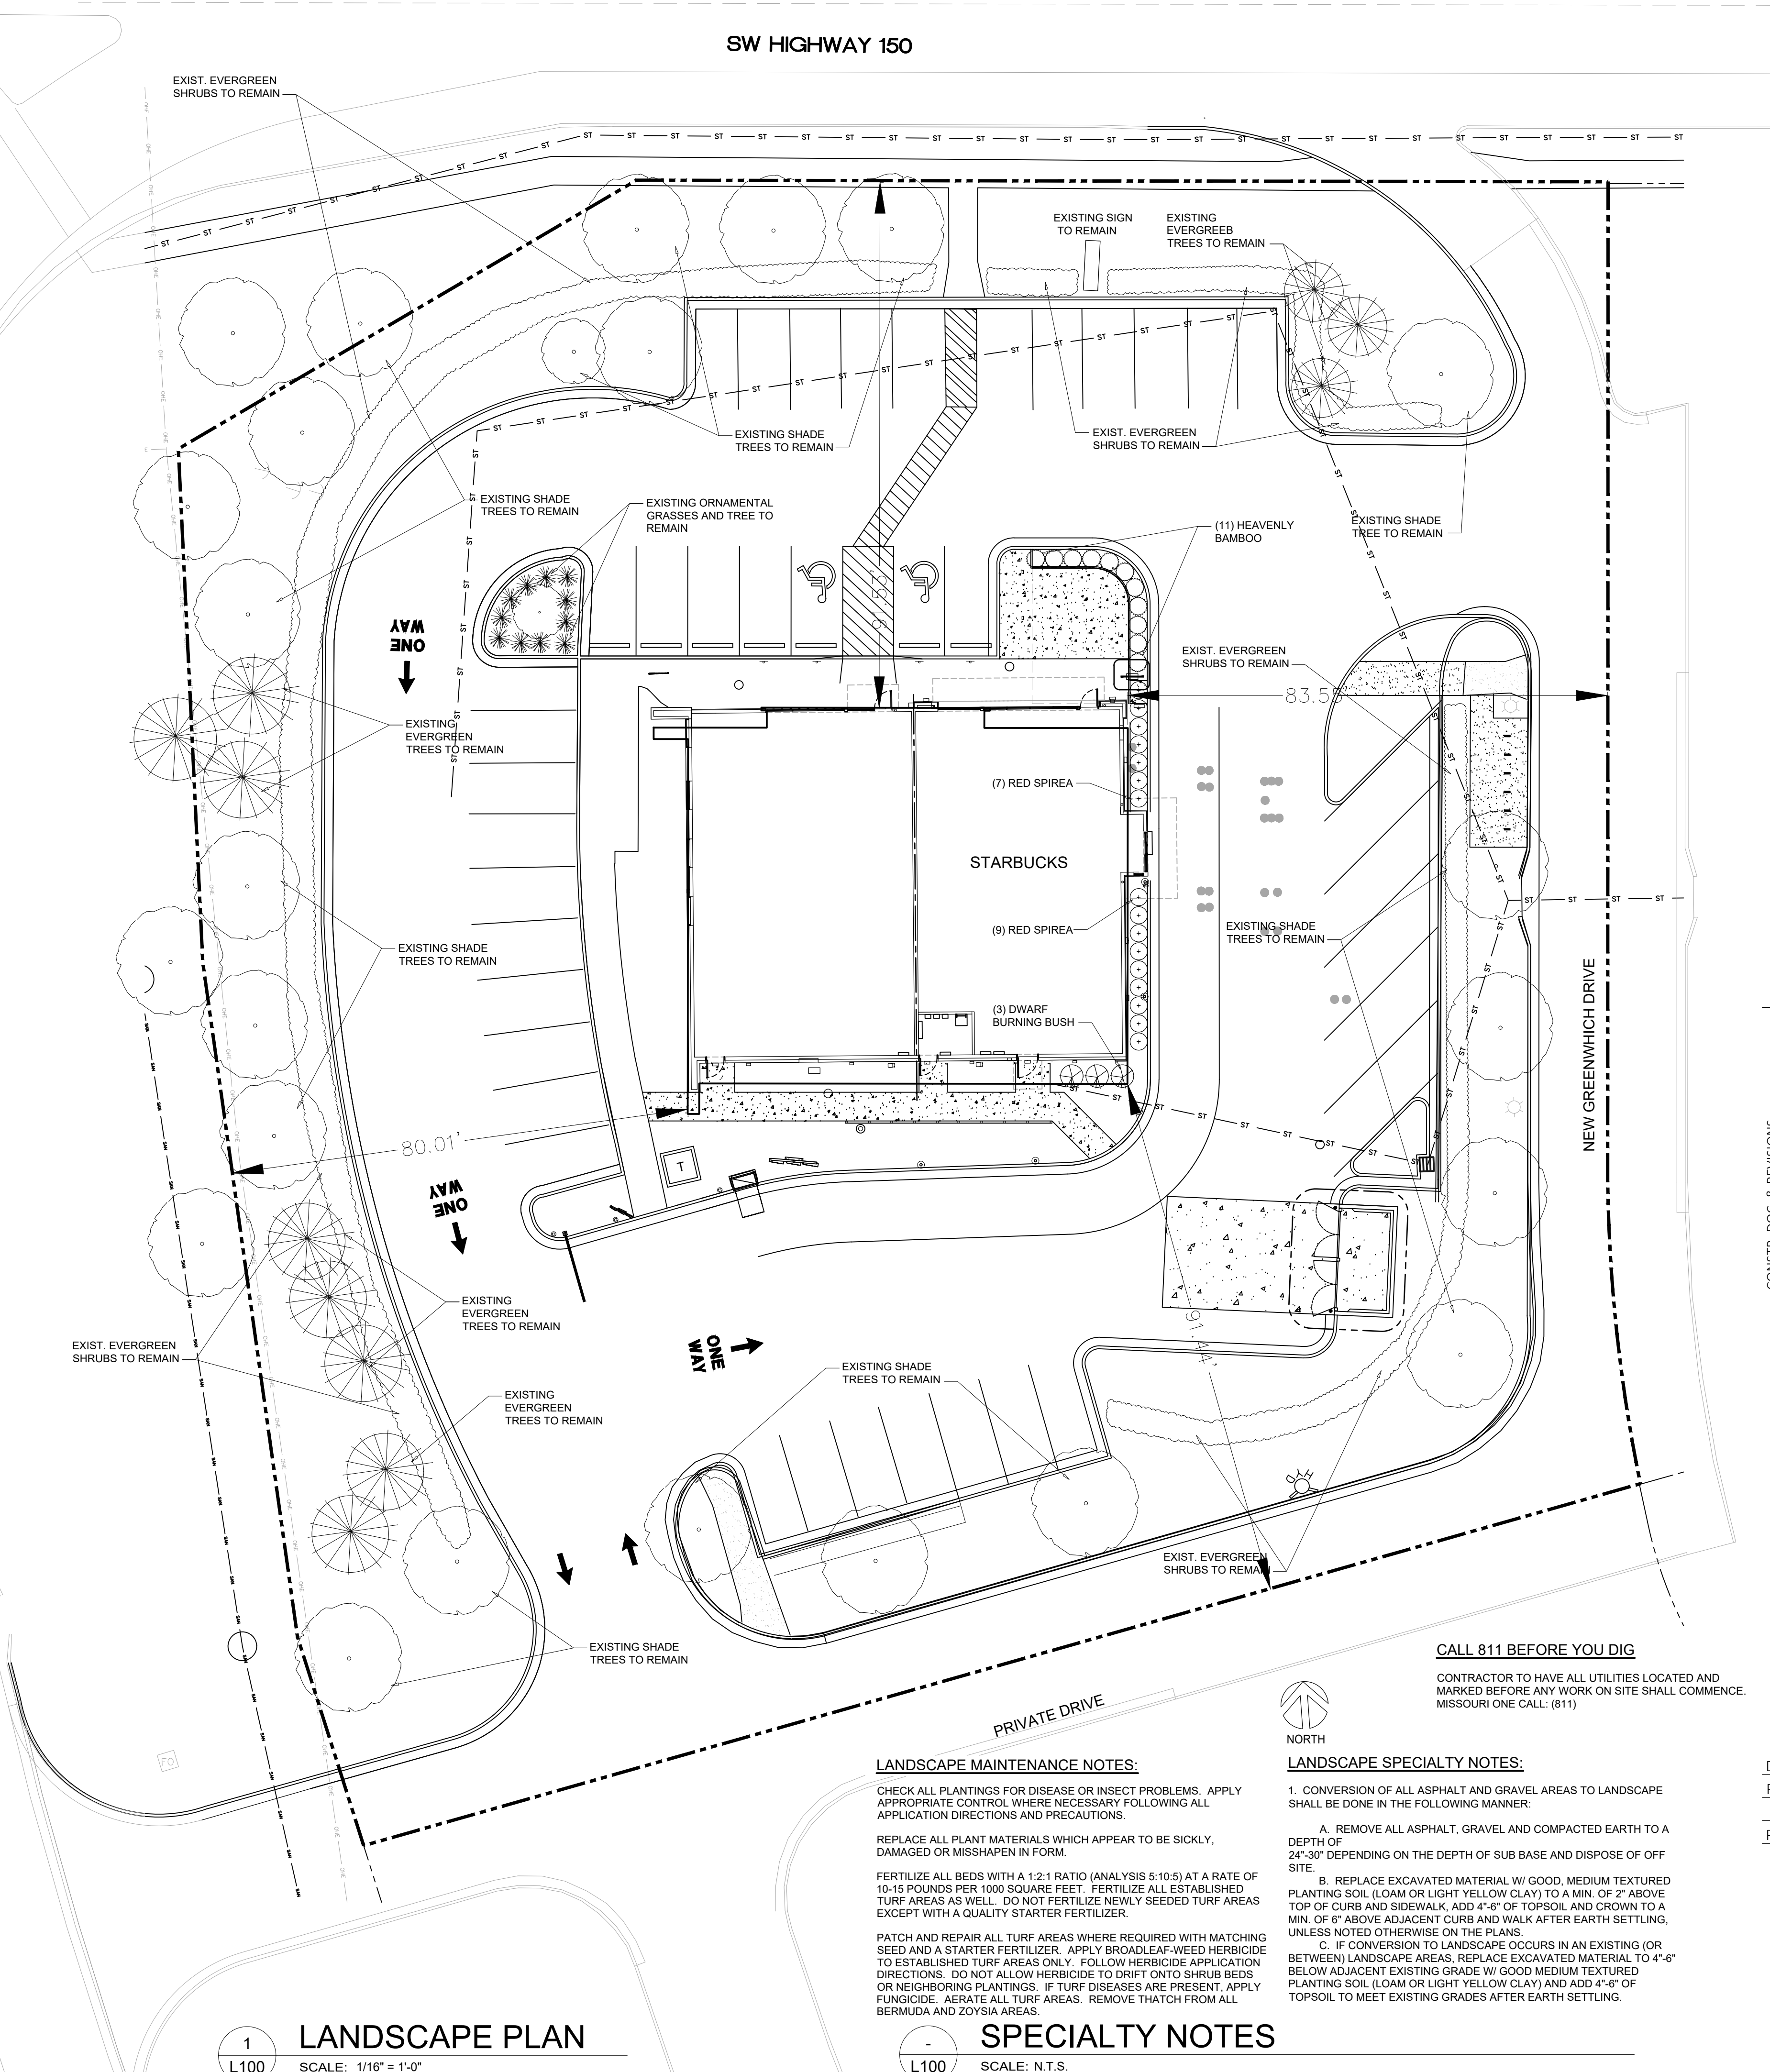 SW HIGHWAY 150
EXIST. EVERGREEN
SHRUBS TO REMAIN
EXISTING SIGN
TO REMAIN
EXISTING
EVERGREEB
TREES TO REMAIN
EXISTING SHADE
TREES TO REMAIN
EXIST. EVERGREEN
SHRUBS TO REMAIN
EXISTING SHADE
TREES TO REMAIN
EXISTING ORNAMENTAL
GRASSES AND TREE TO
REMAIN
(11) HEAVENLY
BAMBOO
EXISTING SHADE
TREE TO REMAIN
91.55'
ONE
WAY
EXIST. EVERGREEN
SHRUBS TO REMAIN
83.55'
EXISTING
EVERGREEN
TREES TO REMAIN
(7) RED SPIREA
STARBUCKS
(9) RED SPIREA
EXISTING SHADE
TREES TO REMAIN
EXISTING SHADE
TREES TO REMAIN
(3) DWARF
BURNING BUSH
NEW GREENWHICH DRIVE
80.01'
T
ONE
WAY
EXISTING
EVERGREEN
TREES TO REMAIN
EXIST. EVERGREEN
SHRUBS TO REMAIN
ONE
WAY
91.44'
EXISTING SHADE
TREES TO REMAIN
EXISTING
EVERGREEN
TREES TO REMAIN
HYD
EXIST. EVERGREEN
SHRUBS TO REMAIN
EXISTING SHADE
TREES TO REMAIN
FO
PRIVATE DRIVE
NORTH
CALL 811 BEFORE YOU DIG
CONTRACTOR TO HAVE ALL UTILITIES LOCATED AND
MARKED BEFORE ANY WORK ON SITE SHALL COMMENCE.
MISSOURI ONE CALL: (811)
LANDSCAPE MAINTENANCE NOTES:
CHECK ALL PLANTINGS FOR DISEASE OR INSECT PROBLEMS. APPLY
APPROPRIATE CONTROL WHERE NECESSARY FOLLOWING ALL
APPLICATION DIRECTIONS AND PRECAUTIONS.
REPLACE ALL PLANT MATERIALS WHICH APPEAR TO BE SICKLY,
DAMAGED OR MISSHAPEN IN FORM.
FERTILIZE ALL BEDS WITH A 1:2:1 RATIO (ANALYSIS 5:10:5) AT A RATE OF
10-15 POUNDS PER 1000 SQUARE FEET. FERTILIZE ALL ESTABLISHED
TURF AREAS AS WELL. DO NOT FERTILIZE NEWLY SEEDED TURF AREAS
EXCEPT WITH A QUALITY STARTER FERTILIZER.
PATCH AND REPAIR ALL TURF AREAS WHERE REQUIRED WITH MATCHING
SEED AND A STARTER FERTILIZER. APPLY BROADLEAF-WEED HERBICIDE
TO ESTABLISHED TURF AREAS ONLY. FOLLOW HERBICIDE APPLICATION
DIRECTIONS. DO NOT ALLOW HERBICIDE TO DRIFT ONTO SHRUB BEDS
OR NEIGHBORING PLANTINGS. IF TURF DISEASES ARE PRESENT, APPLY
FUNGICIDE. AERATE ALL TURF AREAS. REMOVE THATCH FROM ALL
BERMUDA AND ZOYSIA AREAS.
LANDSCAPE SPECIALTY NOTES:
1. CONVERSION OF ALL ASPHALT AND GRAVEL AREAS TO LANDSCAPE
SHALL BE DONE IN THE FOLLOWING MANNER:
A. REMOVE ALL ASPHALT, GRAVEL AND COMPACTED EARTH TO A
DEPTH OF
24"-30" DEPENDING ON THE DEPTH OF SUB BASE AND DISPOSE OF OFF
SITE.
B. REPLACE EXCAVATED MATERIAL W/ GOOD, MEDIUM TEXTURED
PLANTING SOIL (LOAM OR LIGHT YELLOW CLAY) TO A MIN. OF 2" ABOVE
TOP OF CURB AND SIDEWALK, ADD 4"-6" OF TOPSOIL AND CROWN TO A
MIN. OF 6" ABOVE ADJACENT CURB AND WALK AFTER EARTH SETTLING,
UNLESS NOTED OTHERWISE ON THE PLANS.
C. IF CONVERSION TO LANDSCAPE OCCURS IN AN EXISTING (OR
BETWEEN) LANDSCAPE AREAS, REPLACE EXCAVATED MATERIAL TO 4"-6"
BELOW ADJACENT EXISTING GRADE W/ GOOD MEDIUM TEXTURED
PLANTING SOIL (LOAM OR LIGHT YELLOW CLAY) AND ADD 4"-6" OF
TOPSOIL TO MEET EXISTING GRADES AFTER EARTH SETTLING.
1
L100
LANDSCAPE PLAN
SCALE: 1/16" = 1'-0"
-
L100
SPECIALTY NOTES
SCALE: N.T.S.